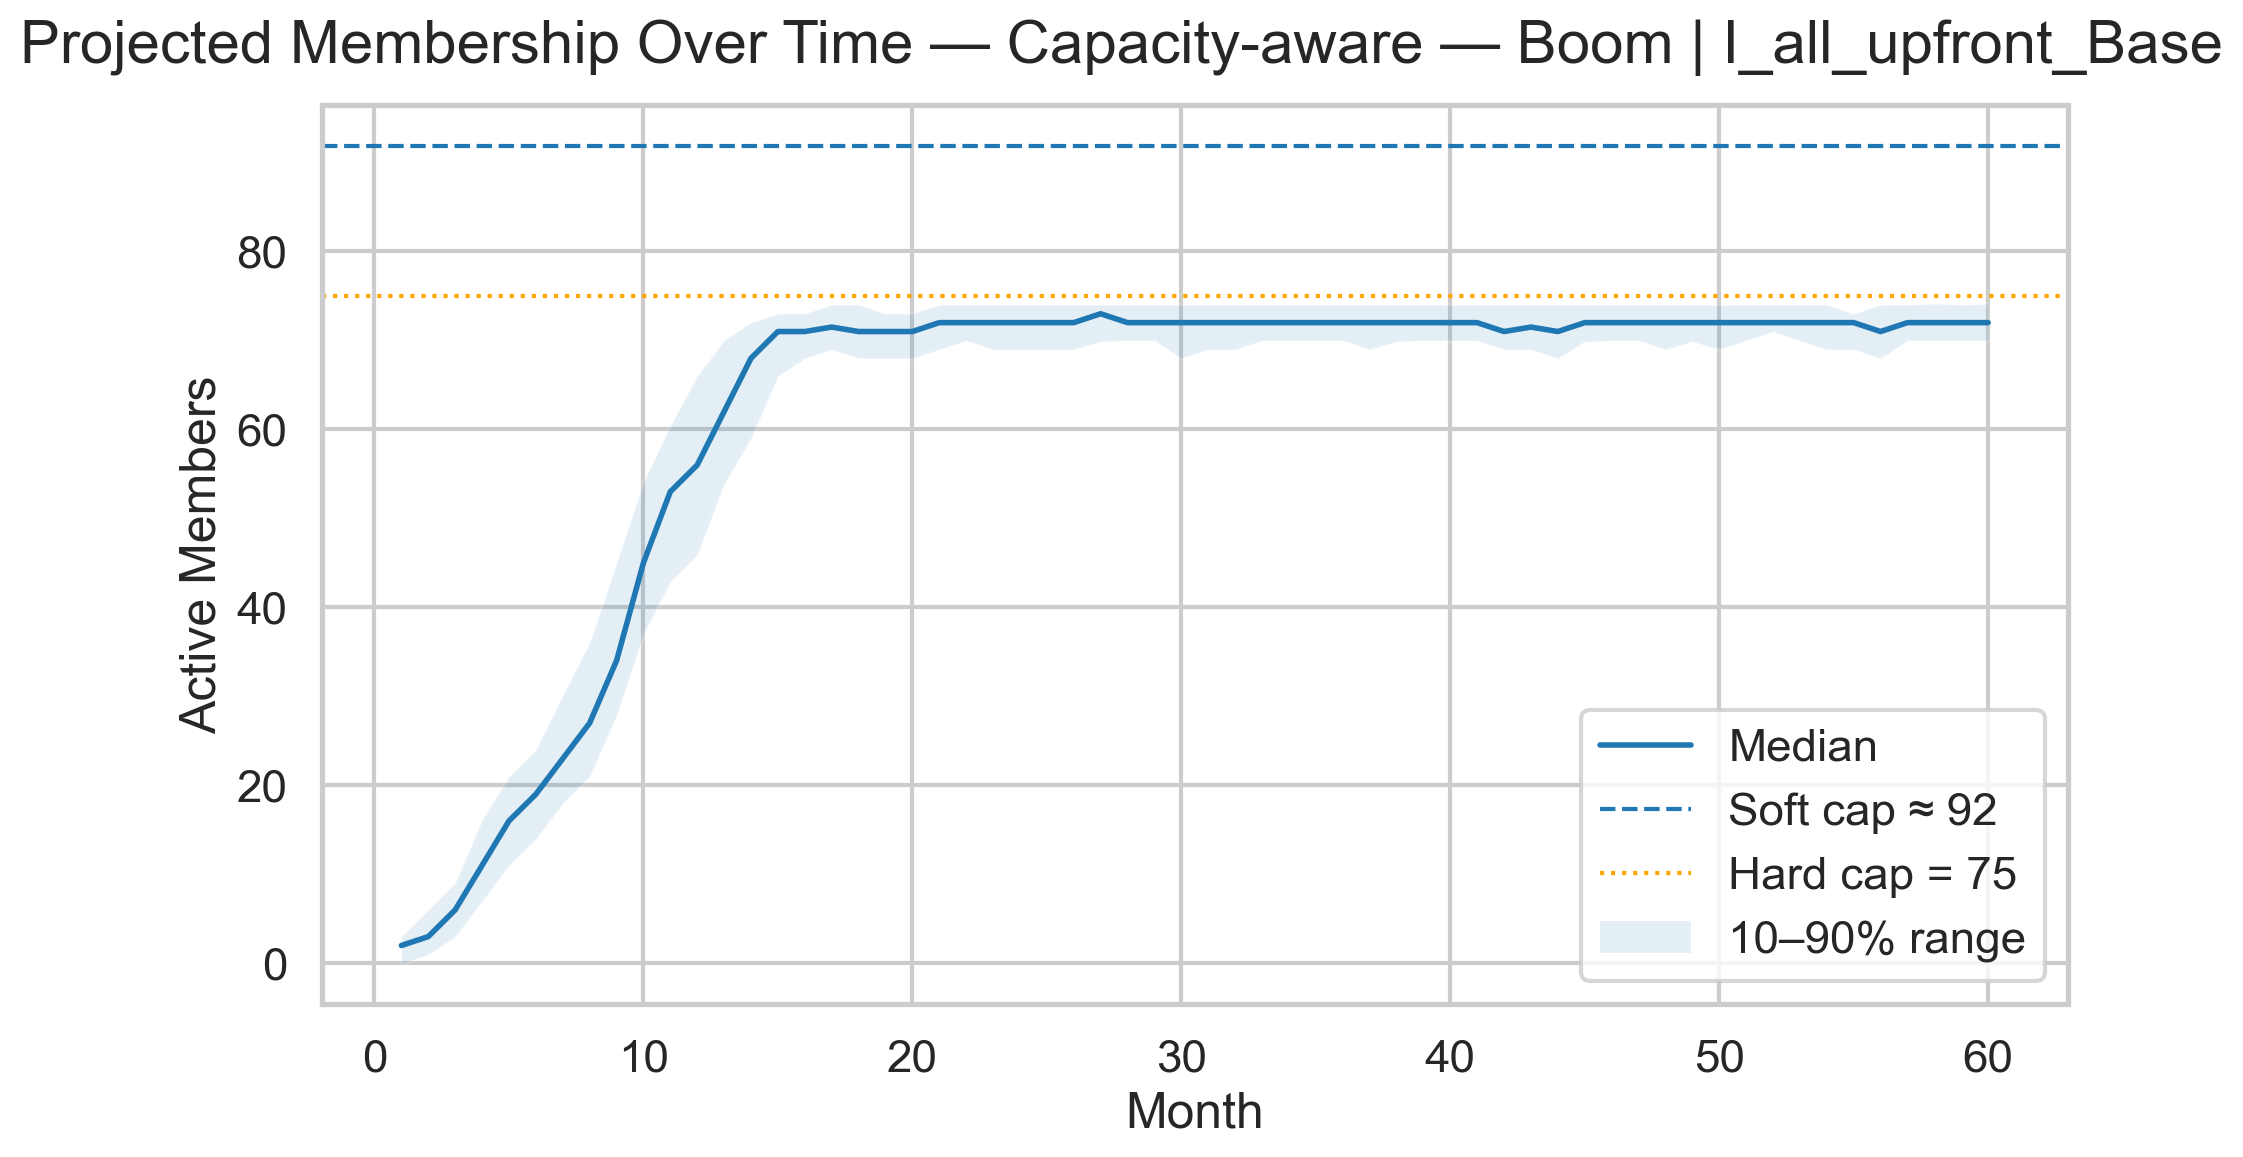 Projected Membership Over Time — Capacity-aware — Boom | I_all_upfront_Base
Active Members
80
60
40
20
0
0 10 20 30 40 50 60
Month
Median
Soft cap ≈ 92
Hard cap = 75
10–90% range